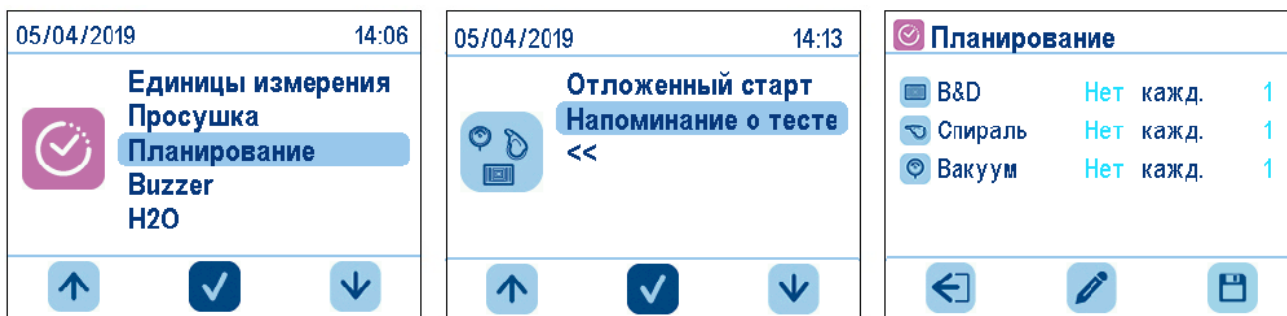 05/04/2019 14:06
Единицы измерения
Просушка
Планирование
Buzzer
H2O
05/04/2019 14:13
Отложенный старт
Напоминание о тесте
<<
Планирование
B&D Нет кажд. 1
Спираль Нет кажд. 1
Вакуум Нет кажд. 1